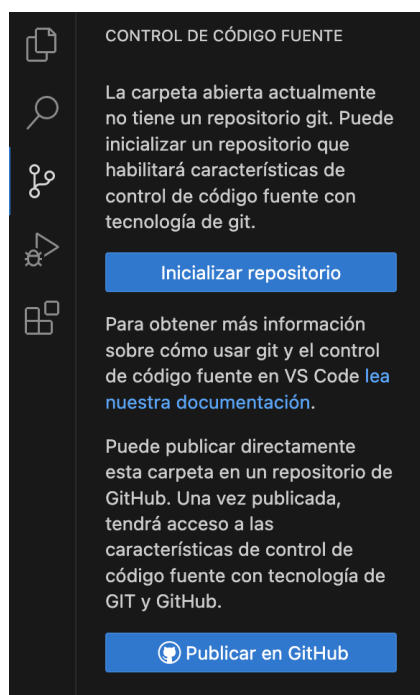 CONTROL DE CÓDIGO FUENTE
La carpeta abierta actualmente
no tiene un repositorio git. Puede
inicializar un repositorio que
habilitará características de
control de código fuente con
tecnología de git.
Inicializar repositorio
Para obtener más información
sobre cómo usar git y el control
de código fuente en VS Code lea
nuestra documentación.
Puede publicar directamente
esta carpeta en un repositorio de
GitHub. Una vez publicada,
tendrá acceso a las
características de control de
código fuente con tecnología de
GIT y GitHub.
Publicar en GitHub